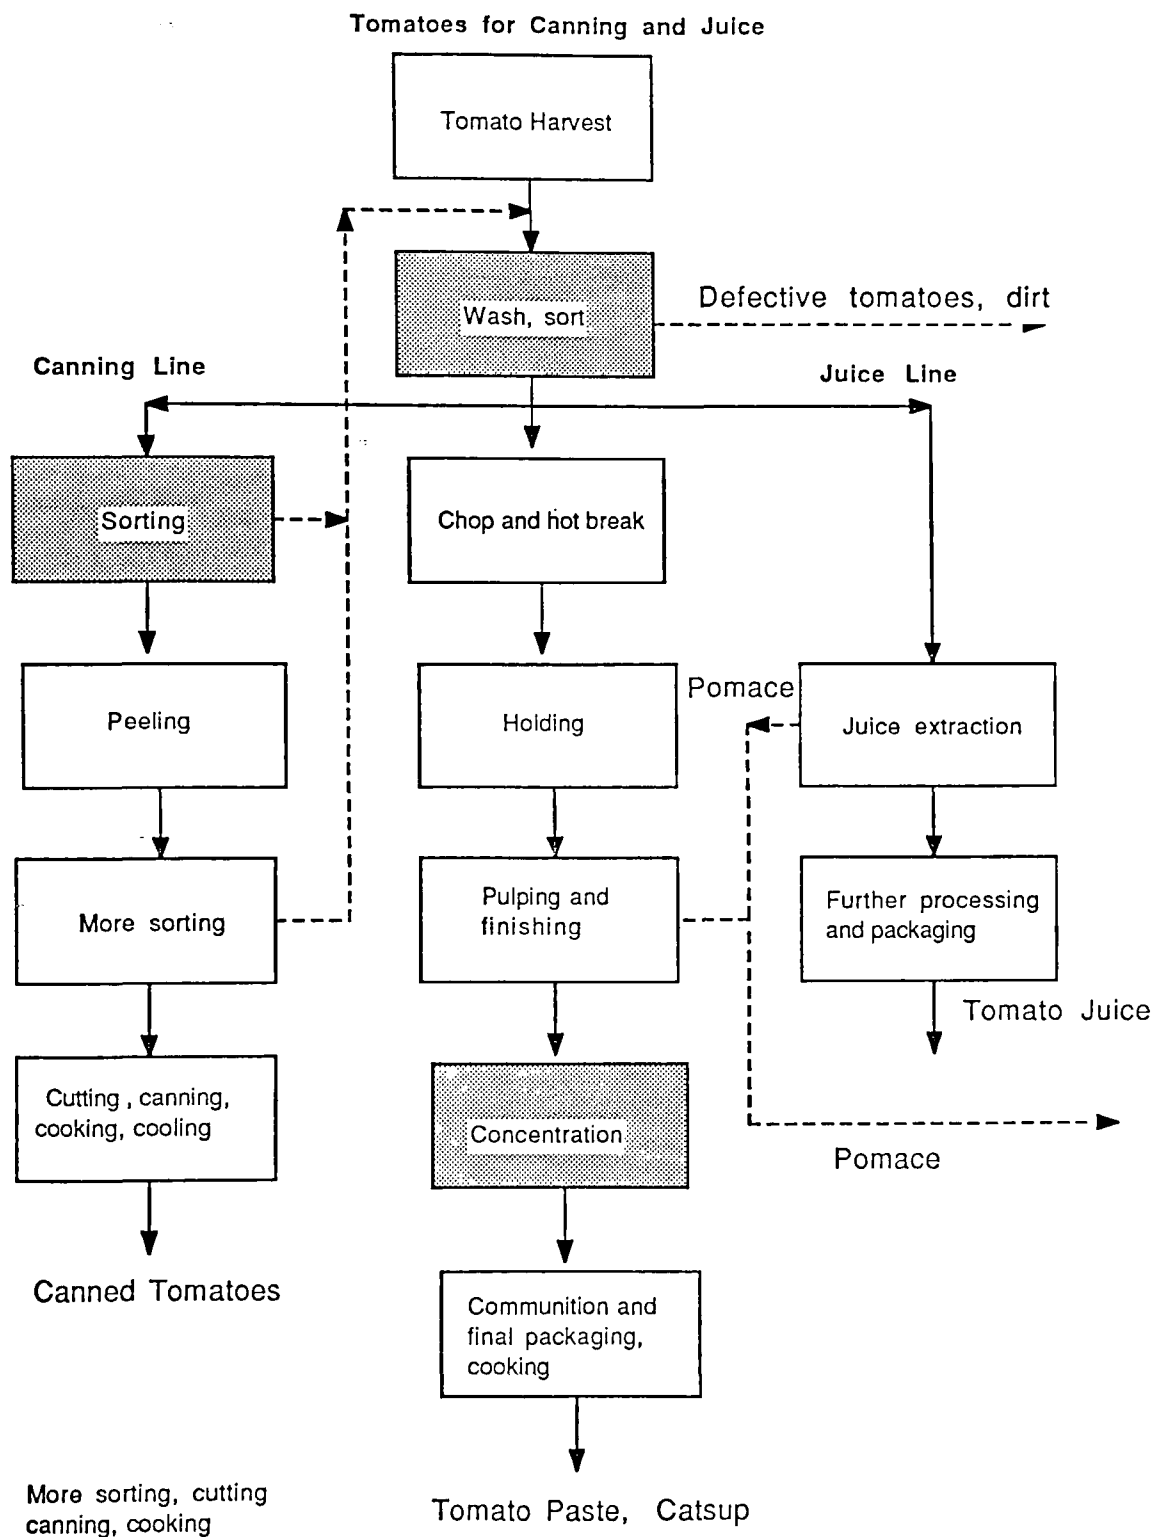 Tomatoes for Canning and Juice
Tomato Harvest
Wash, sort
Defective tomatoes, dirt
Canning Line
Juice Line
Sorting
Chop and hot break
Peeling
Holding
Pomace
Juice extraction
More sorting
Pulping and
finishing
Further processing
and packaging
Tomato Juice
Cutting , canning,
cooking, cooling
Concentration
Pomace
Canned Tomatoes
Communition and
final packaging,
cooking
More sorting, cutting
canning, cooking
Tomato Paste, Catsup